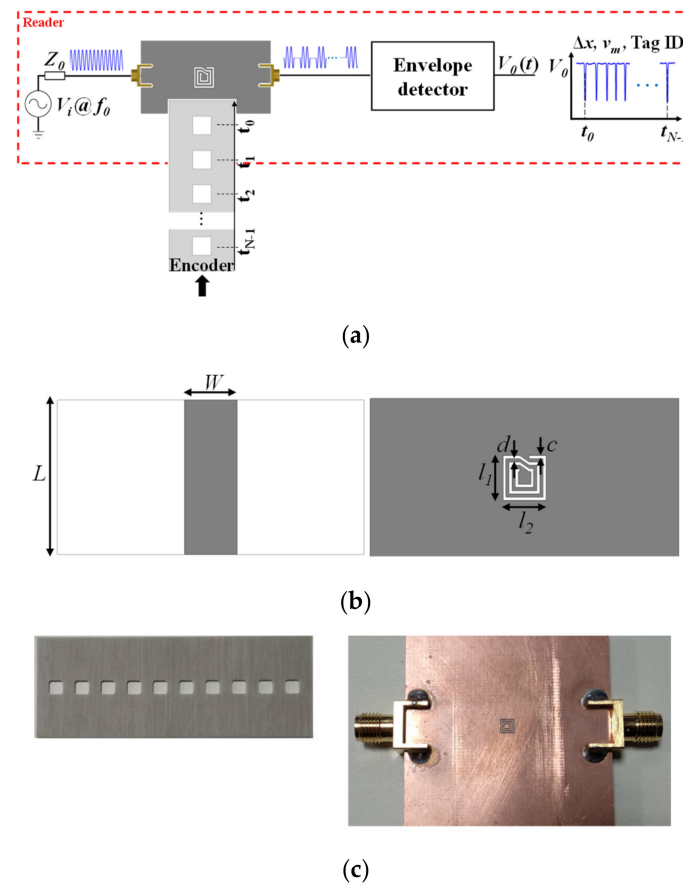 Reader
Z0
Vi@f0
Envelope
detector
V0(t)
Δx, vm, Tag ID
V0
t0
tN-
t0
t1
t2
tN-1
Encoder
(a)
W
L
d
c
l1
l2
(b)
(c)